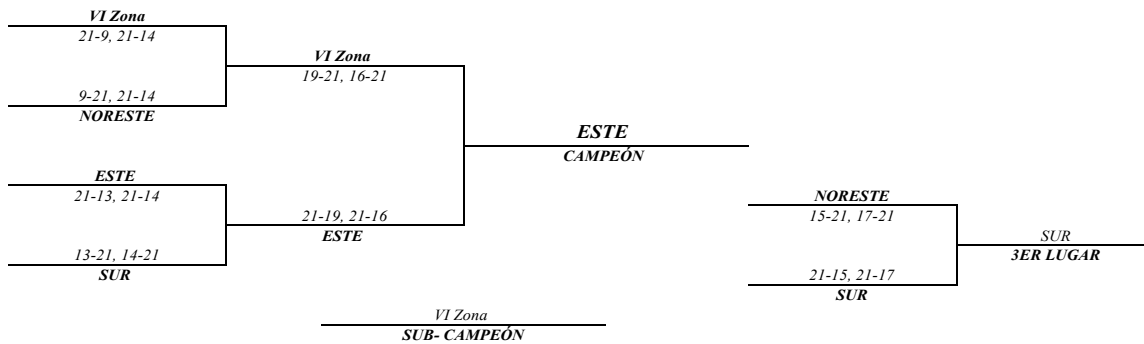 VI Zona
21-9, 21-14
VI Zona
19-21, 16-21
9-21, 21-14
NORESTE
ESTE
CAMPEÓN
ESTE
21-13, 21-14
21-19, 21-16
ESTE
13-21, 14-21
SUR
NORESTE
15-21, 17-21
SUR
3ER LUGAR
21-15, 21-17
SUR
VI Zona
SUB- CAMPEÓN